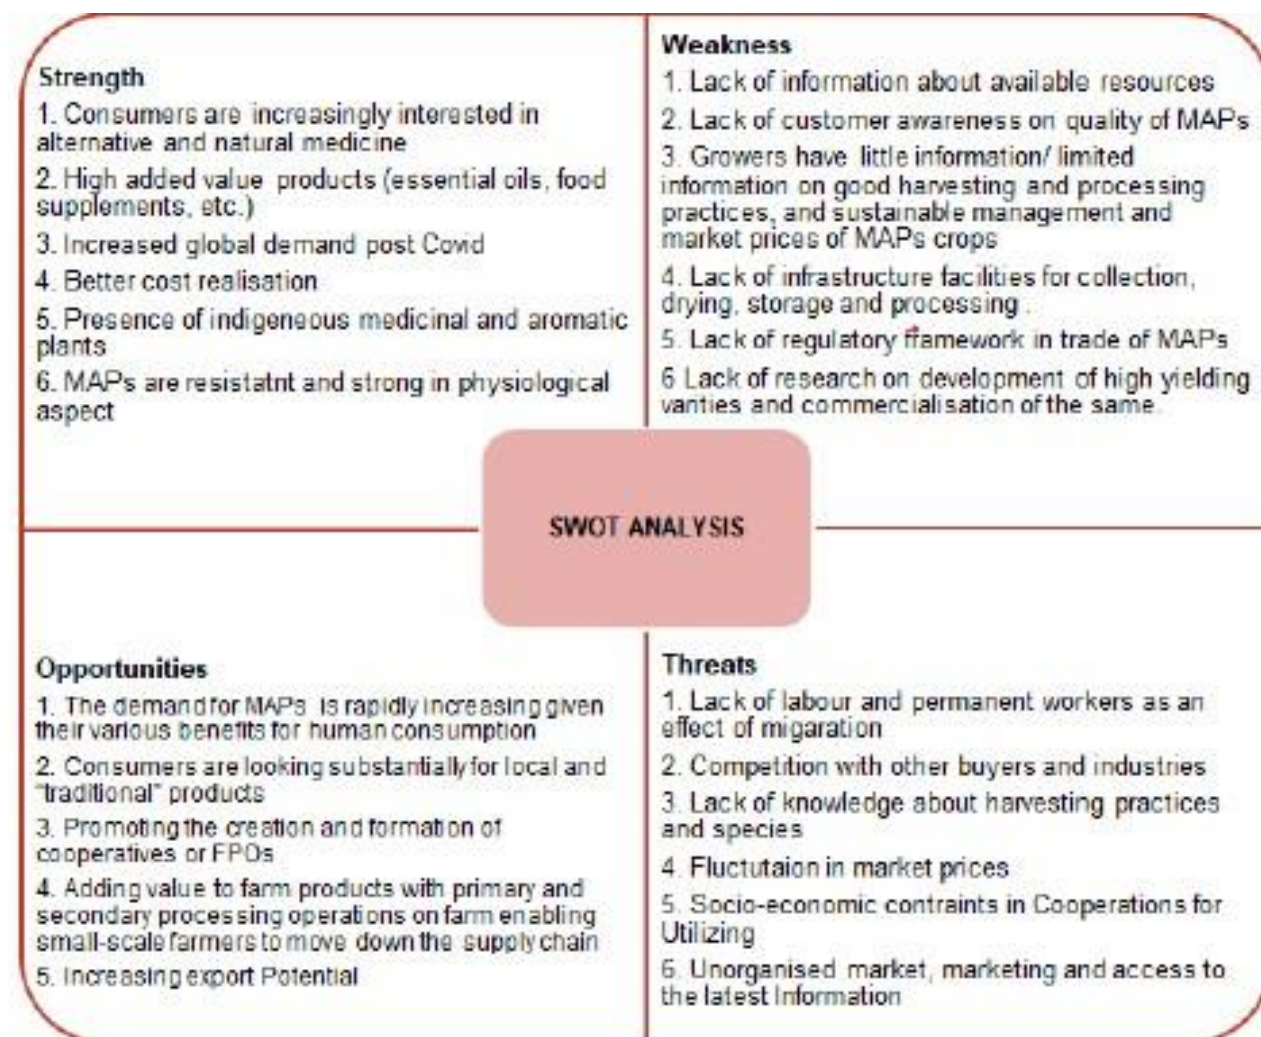 Strength
1. Consumers are increasingly interested in
alternative and natural medicine
2. High added value products (essential oils, food
supplements, etc.)
3. Increased global demand post Covid
4. Better cost realisation
5. Presence of indigeneous medicinal and aromatic
plants
6. MAPs are resistatnt and strong in physiological
aspect
Weakness
1. Lack of information about available resources
2. Lack of customer awareness on quality of MAPs
3. Growers have little information/ limited
information on good harvesting and processing
practices, and sustainable management and
market prices of MAPs crops
4. Lack of infrastructure facilities for collection,
drying, storage and processing .
5. Lack of regulatory framework in trade of MAPs
6 Lack of research on development of high yielding
varities and commercialisation of the same.
SWOT ANALYSIS
Opportunities
1. The demand for MAPs is rapidly increasing given
their various benefits for human consumption
2. Consumers are looking substantially for local and
"traditional" products
3. Promoting the creation and formation of
cooperatives or FPOs
4. Adding value to farm products with primary and
secondary processing operations on farm enabling
small-scale farmers to move down the supply chain
5. Increasing export Potential
Threats
1. Lack of labour and permanent workers as an
effect of migaration
2. Competition with other buyers and industries
3. Lack of knowledge about harvesting practices
and species
4. Fluctutaion in market prices
5. Socio-economic contraints in Cooperations for
Utilizing
6. Unorganised market, marketing and access to
the latest Information